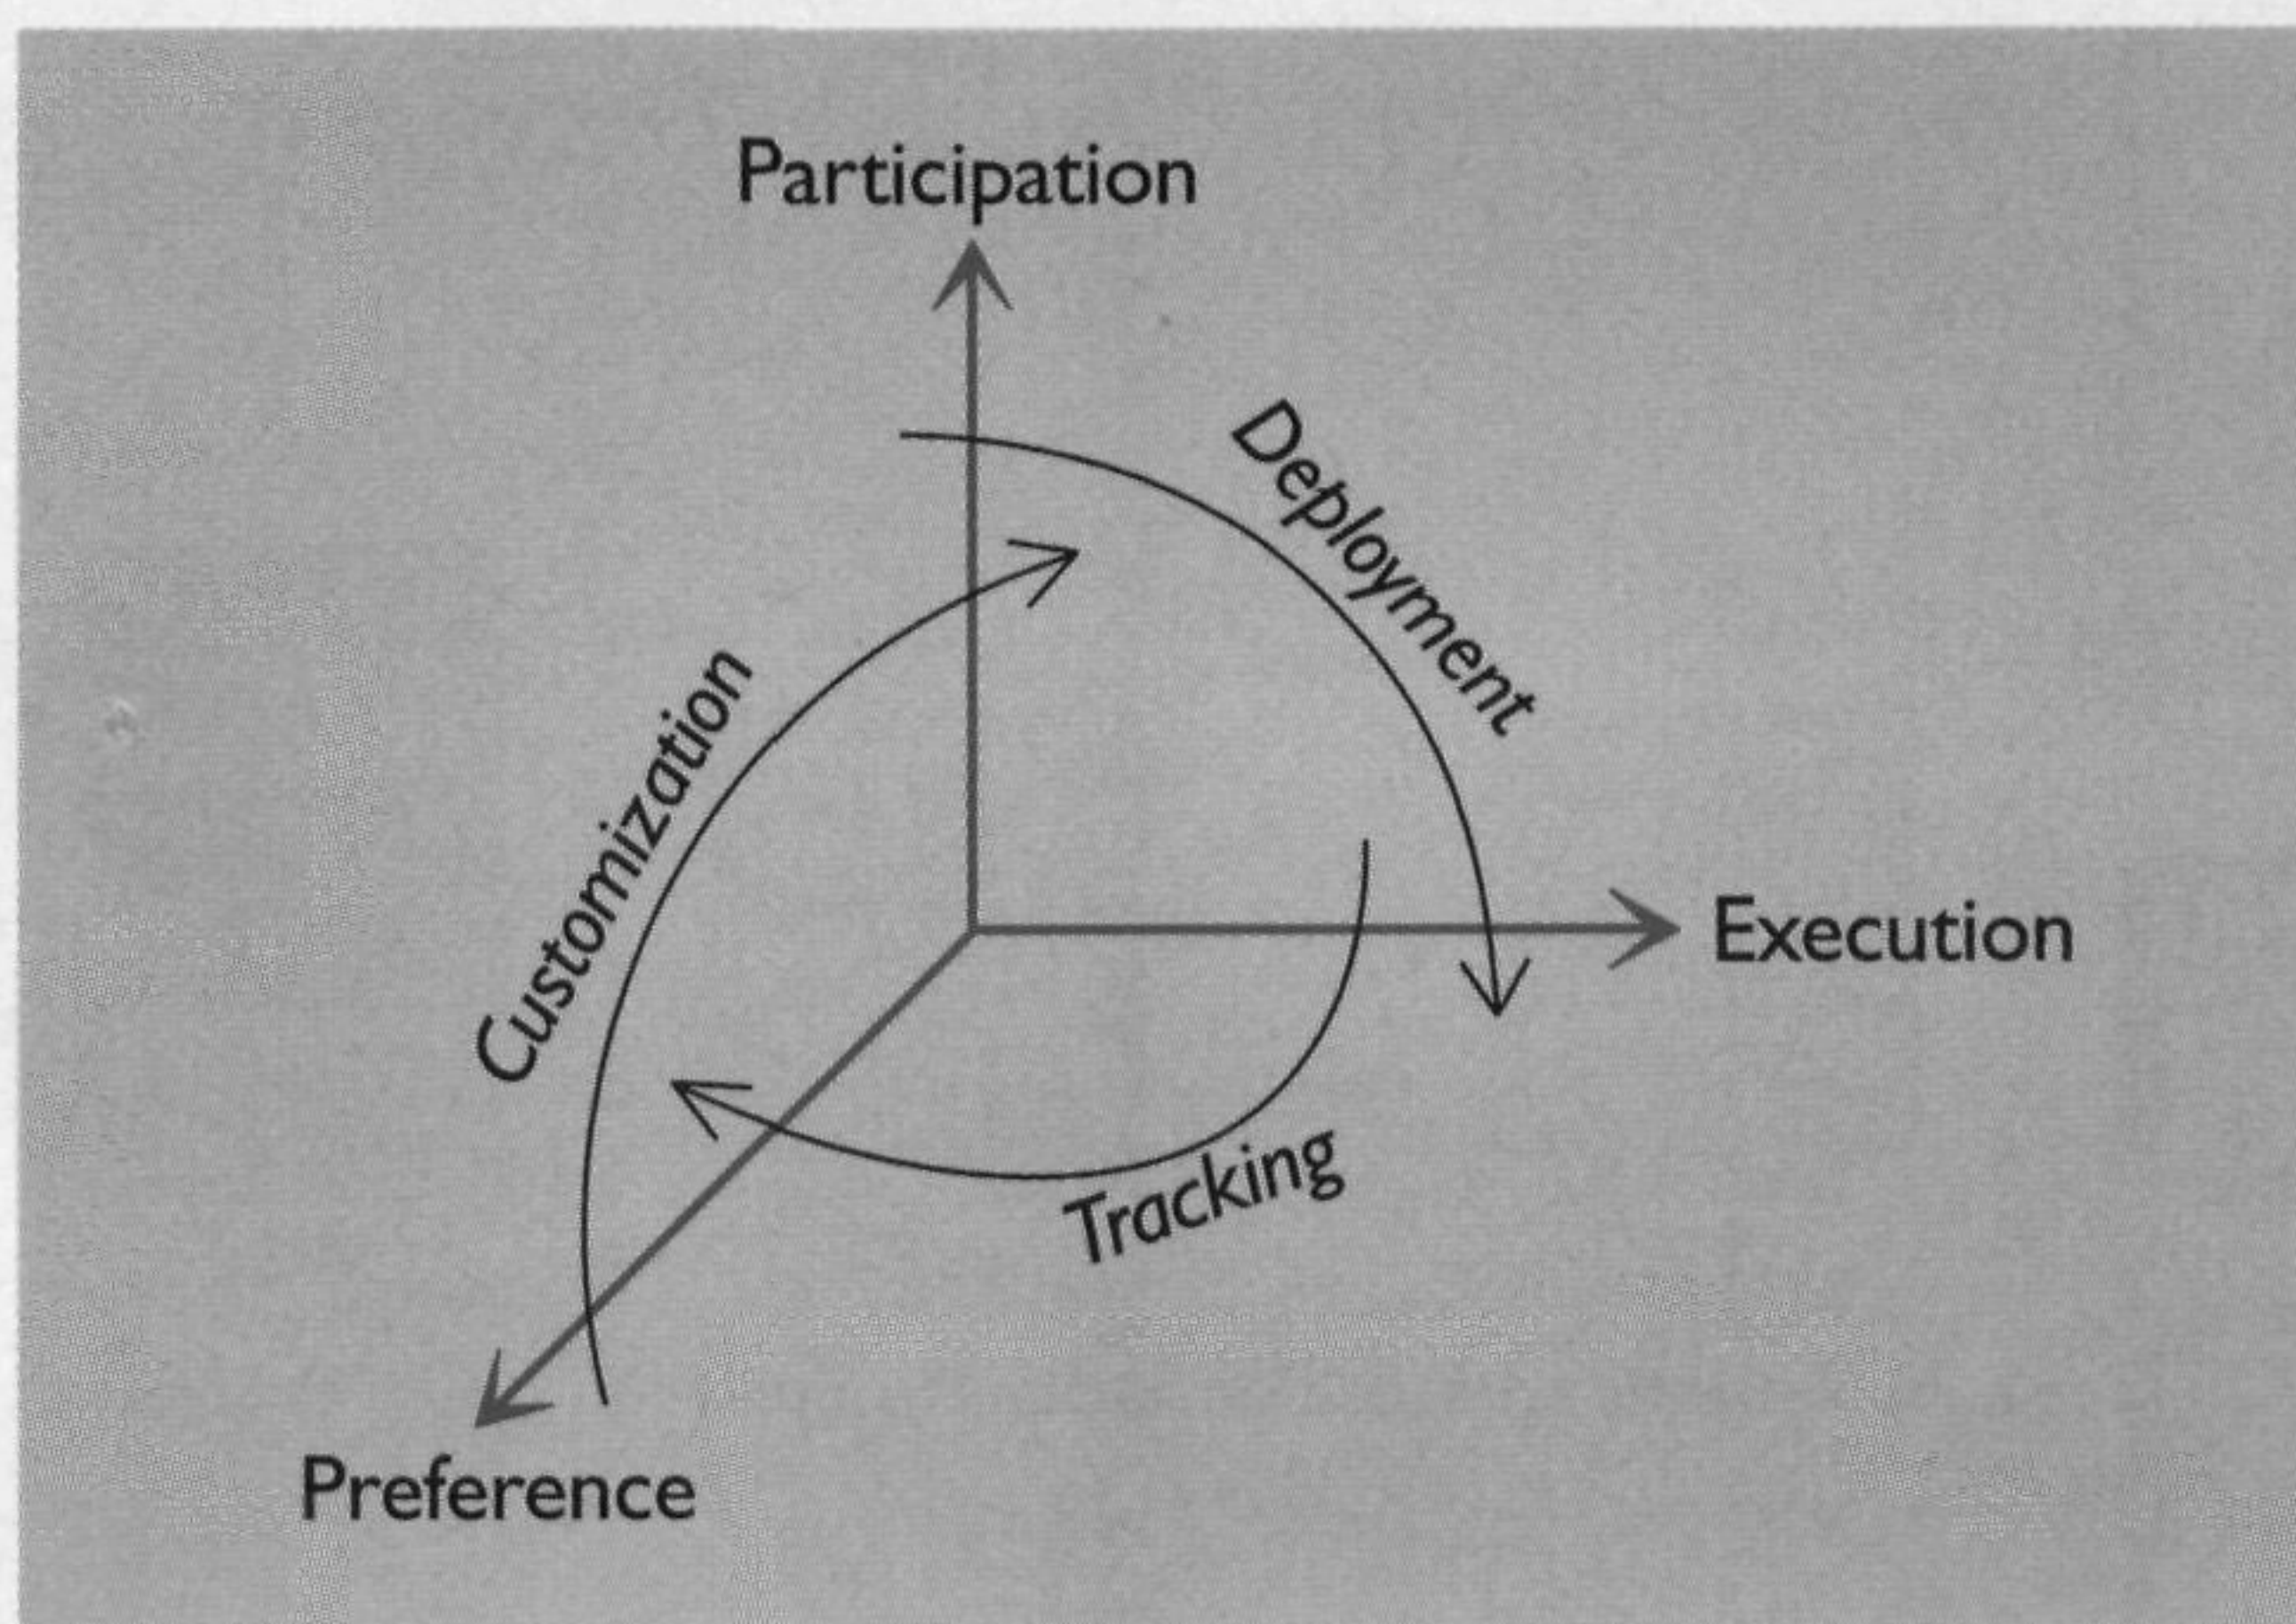 Participation
Deployment
Customization
Execution
Tracking
Preference